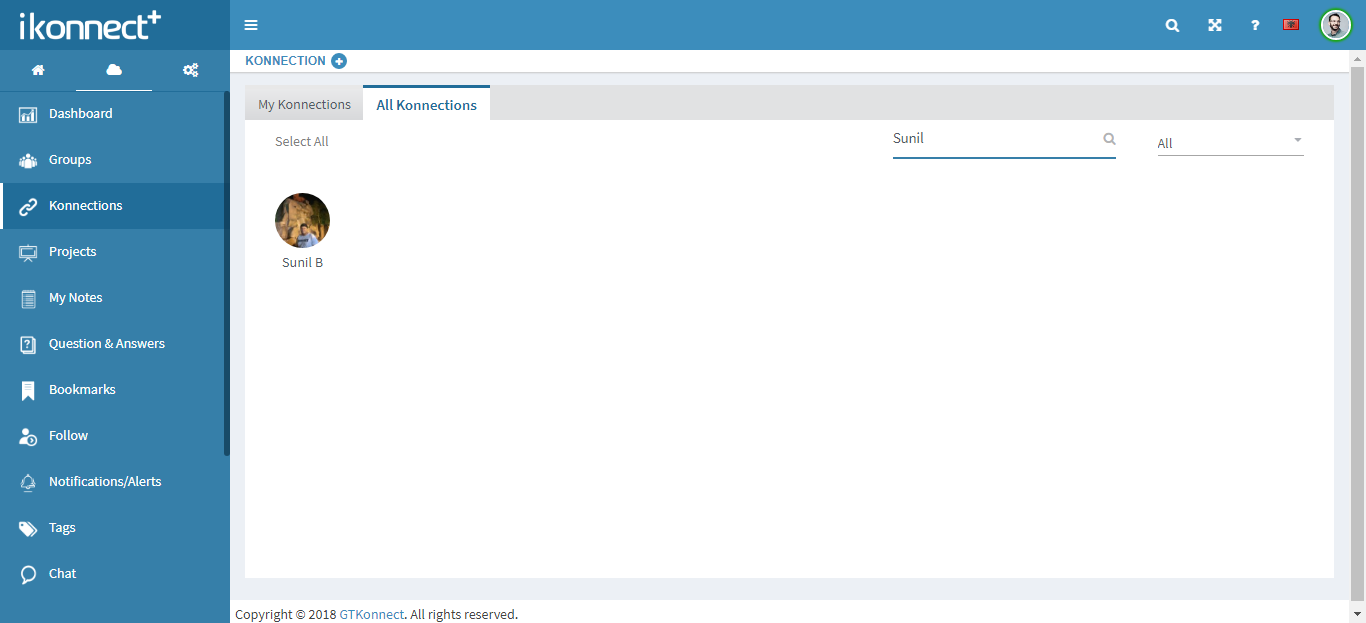 ikonnect+
KONNECTION
Dashboard
Groups
Konnections
Projects
My Notes
Question & Answers
Bookmarks
Follow
Notifications/Alerts
Tags
Chat
My Konnections
All Konnections
Select All
Sunil
All
Sunil B
Copyright © 2018 GTKonnect. All rights reserved.